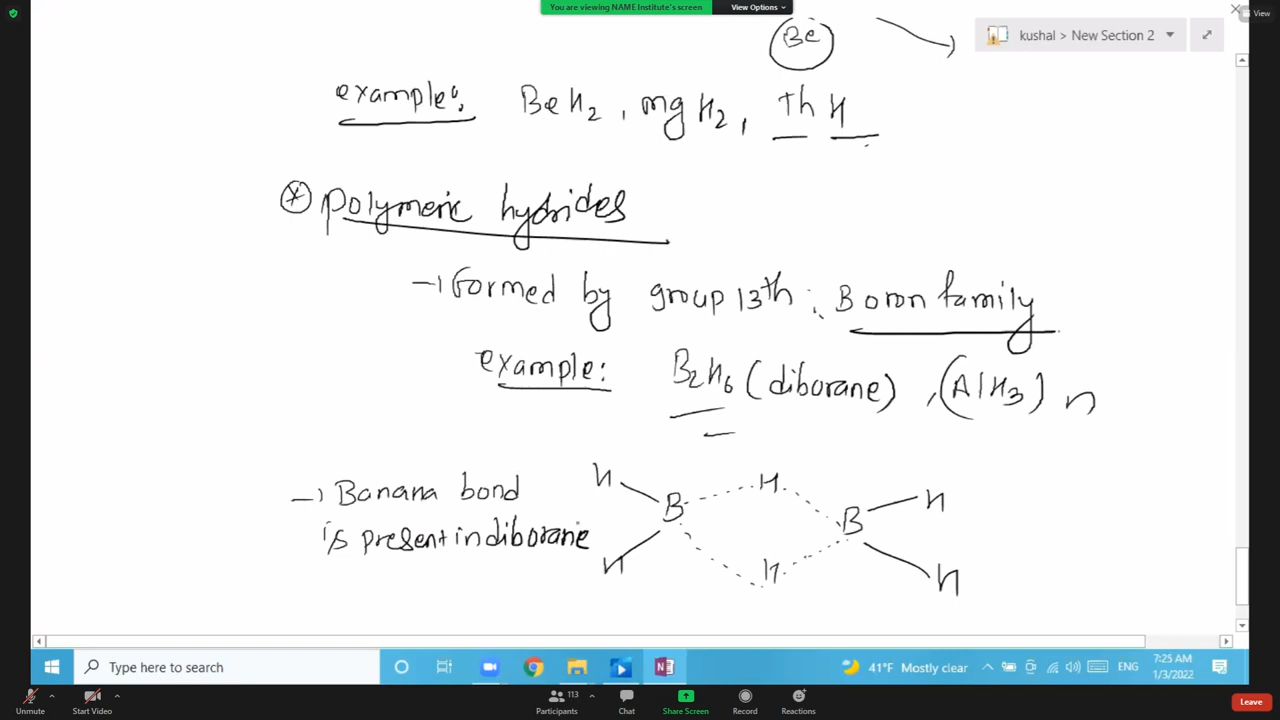 You are viewing NAME Institute's screen
View Options
View
kushal > New Section 2
Be
example:
BeH2, mgH2, Th H
polymeric hydrides
Formed by group 13th : Boron family
example: B2H6 (diborane), (AlH3) n
H H
B B H
H H H
Banana bond
is present in diborane
Type here to search
41°F Mostly clear
ENG
7:25 AM
1/3/2022
Unmute
Start Video
113
Participants
Chat
Share Screen
Record
Reactions
Leave